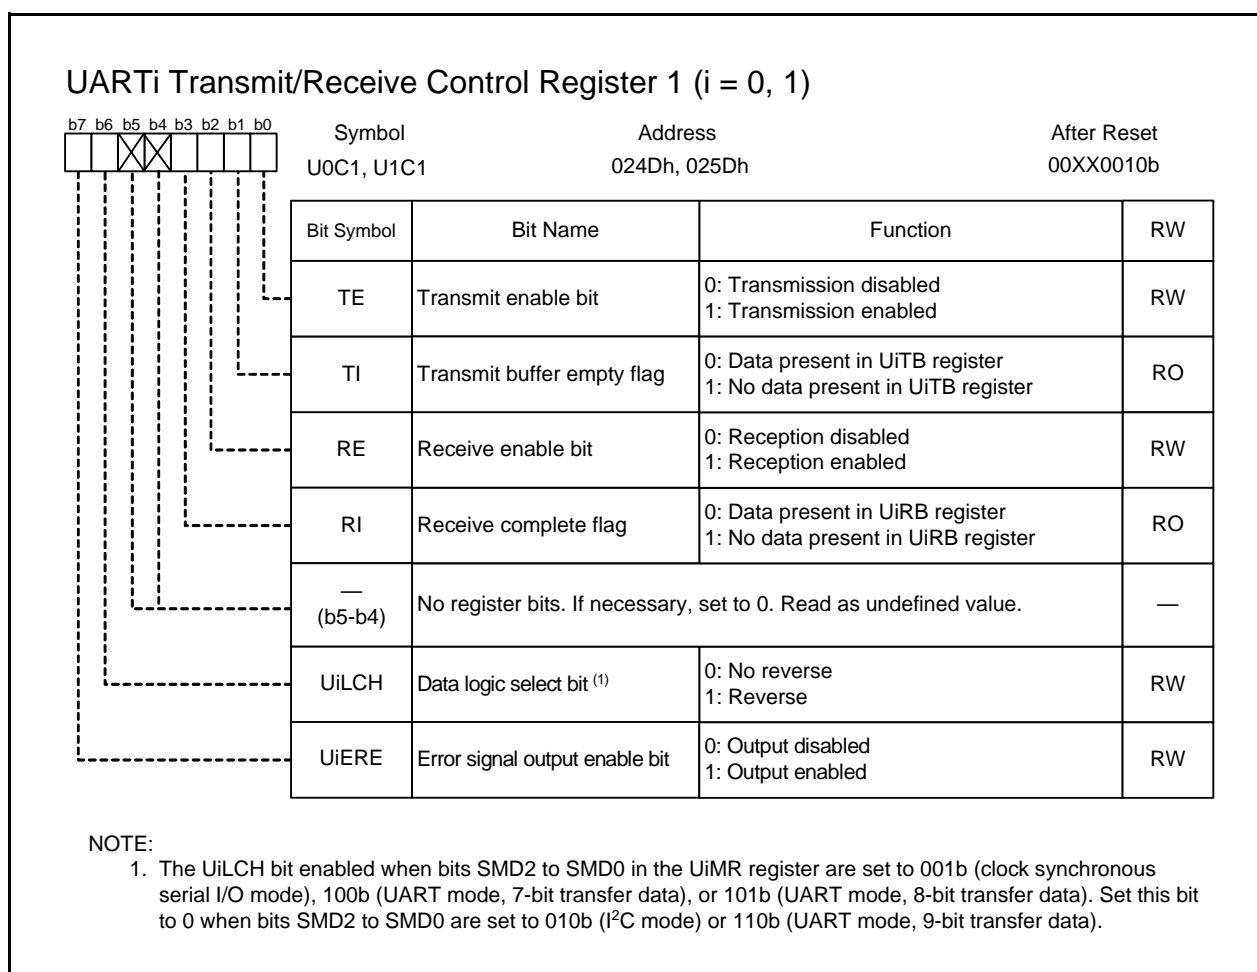 UARTi Transmit/Receive Control Register 1 (i = 0, 1)
b7 b6 b5 b4 b3 b2 b1 b0
Symbol Address After Reset
U0C1, U1C1 024Dh, 025Dh 00XX0010b
Bit Symbol Bit Name Function RW
TE Transmit enable bit 0: Transmission disabled
1: Transmission enabled RW
TI Transmit buffer empty flag 0: Data present in UiTB register
1: No data present in UiTB register RO
RE Receive enable bit 0: Reception disabled
1: Reception enabled RW
RI Receive complete flag 0: Data present in UiRB register
1: No data present in UiRB register RO
—
(b5-b4) No register bits. If necessary, set to 0. Read as undefined value. —
UiLCH Data logic select bit (1) 0: No reverse
1: Reverse RW
UiERE Error signal output enable bit 0: Output disabled
1: Output enabled RW
NOTE:
1. The UiLCH bit enabled when bits SMD2 to SMD0 in the UiMR register are set to 001b (clock synchronous
serial I/O mode), 100b (UART mode, 7-bit transfer data), or 101b (UART mode, 8-bit transfer data). Set this bit
to 0 when bits SMD2 to SMD0 are set to 010b (I2C mode) or 110b (UART mode, 9-bit transfer data).